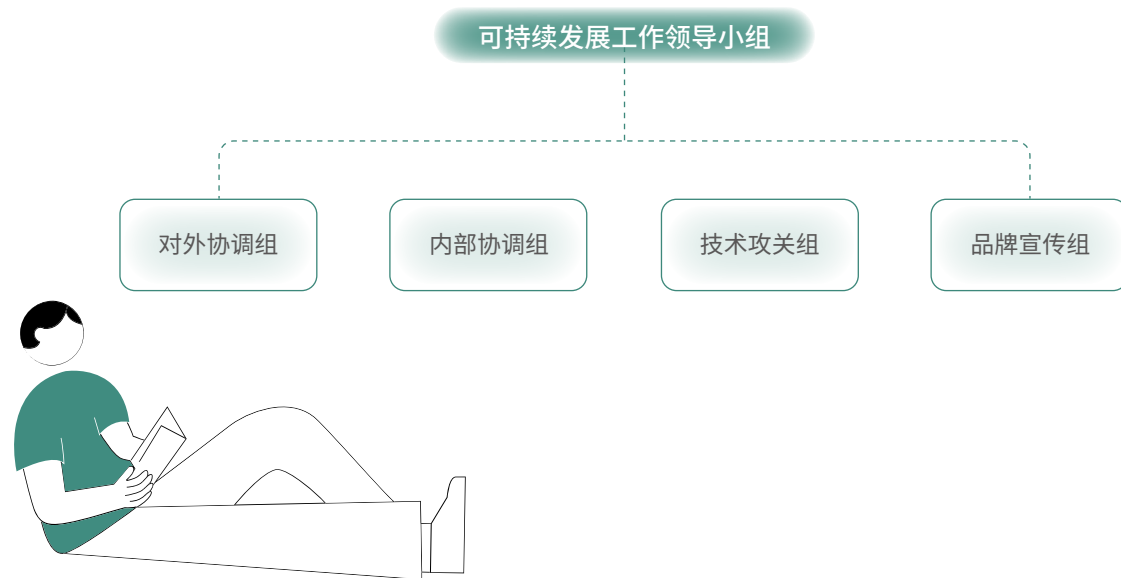 可持续发展工作领导小组
对外协调组
内部协调组
技术攻关组
品牌宣传组